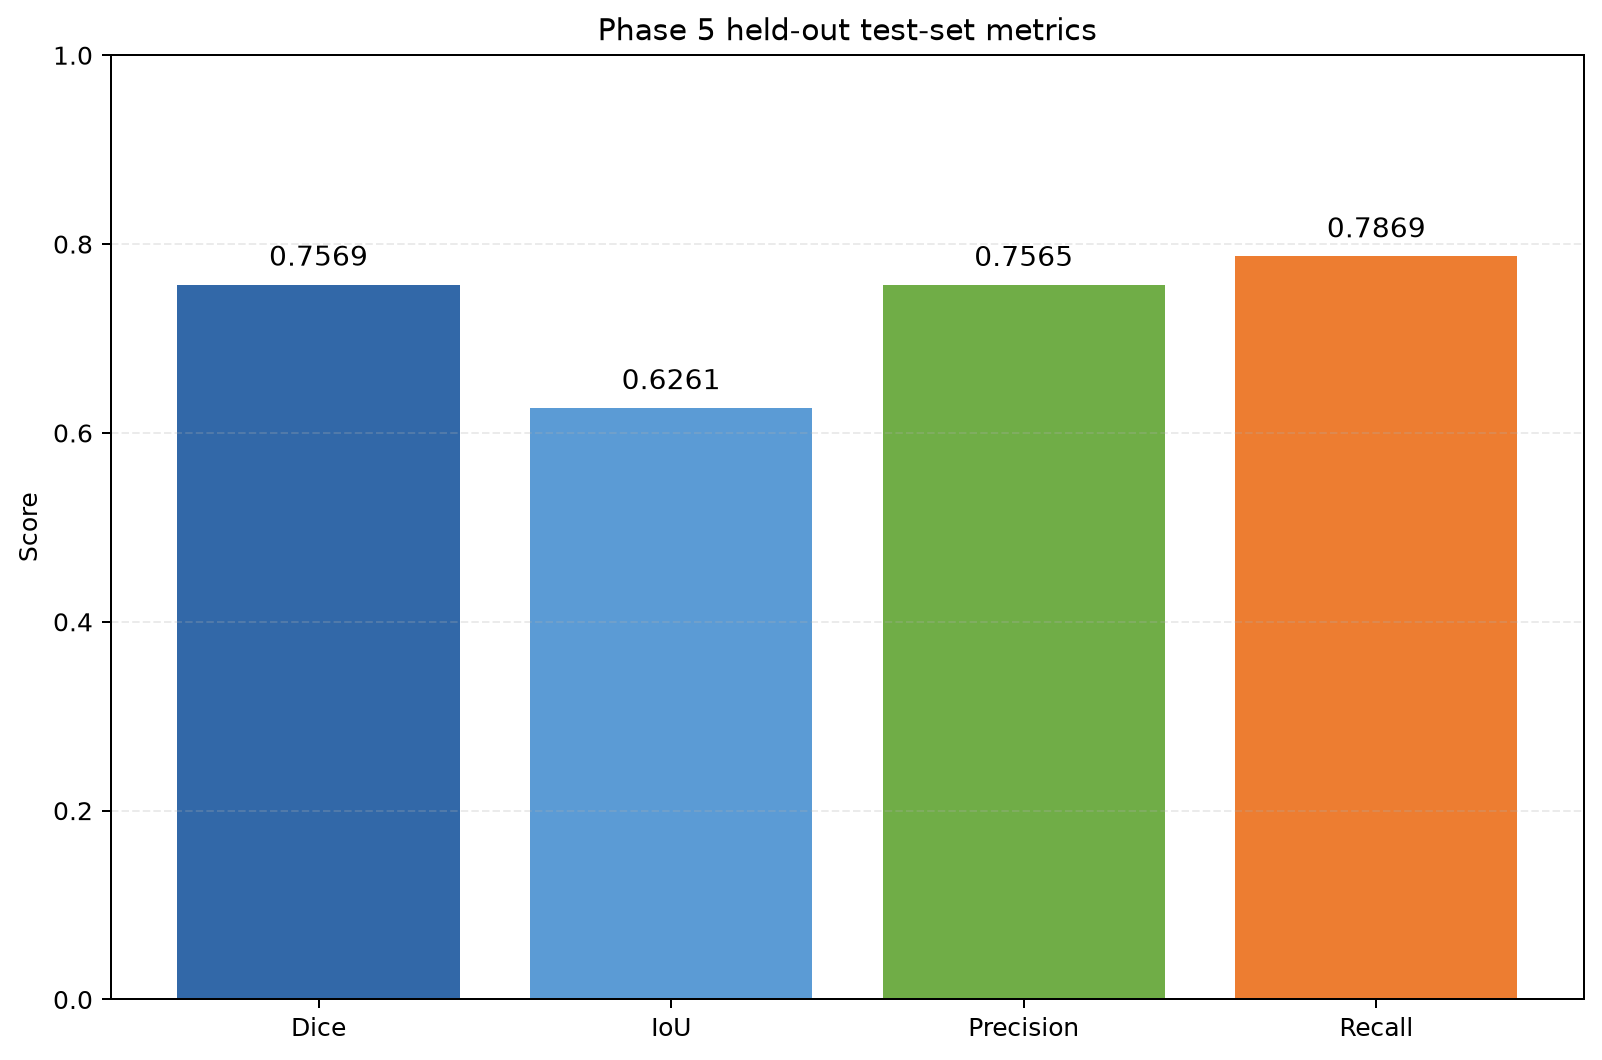 Phase 5 held-out test-set metrics
1.0
0.8
0.6
0.4
0.2
0.0
Score
0.7569
0.6261
0.7565
0.7869
Dice
IoU
Precision
Recall